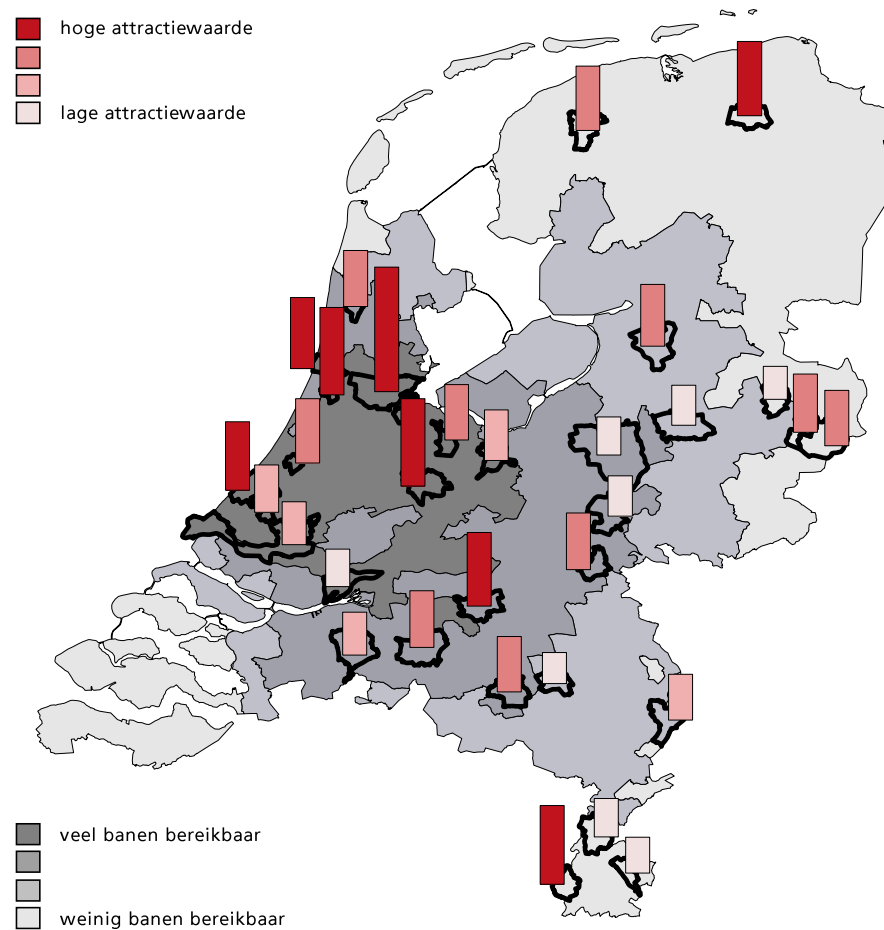 hoge attractiewaarde
lage attractiewaarde
veel banen bereikbaar
weinig banen bereikbaar